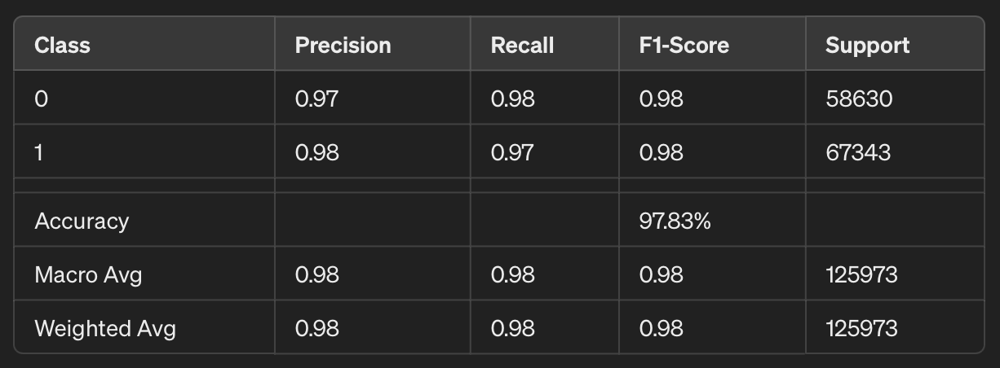 Class Precision Recall F1-Score Support
0 0.97 0.98 0.98 58630
1 0.98 0.97 0.98 67343
Accuracy 97.83%
Macro Avg 0.98 0.98 0.98 125973
Weighted Avg 0.98 0.98 0.98 125973